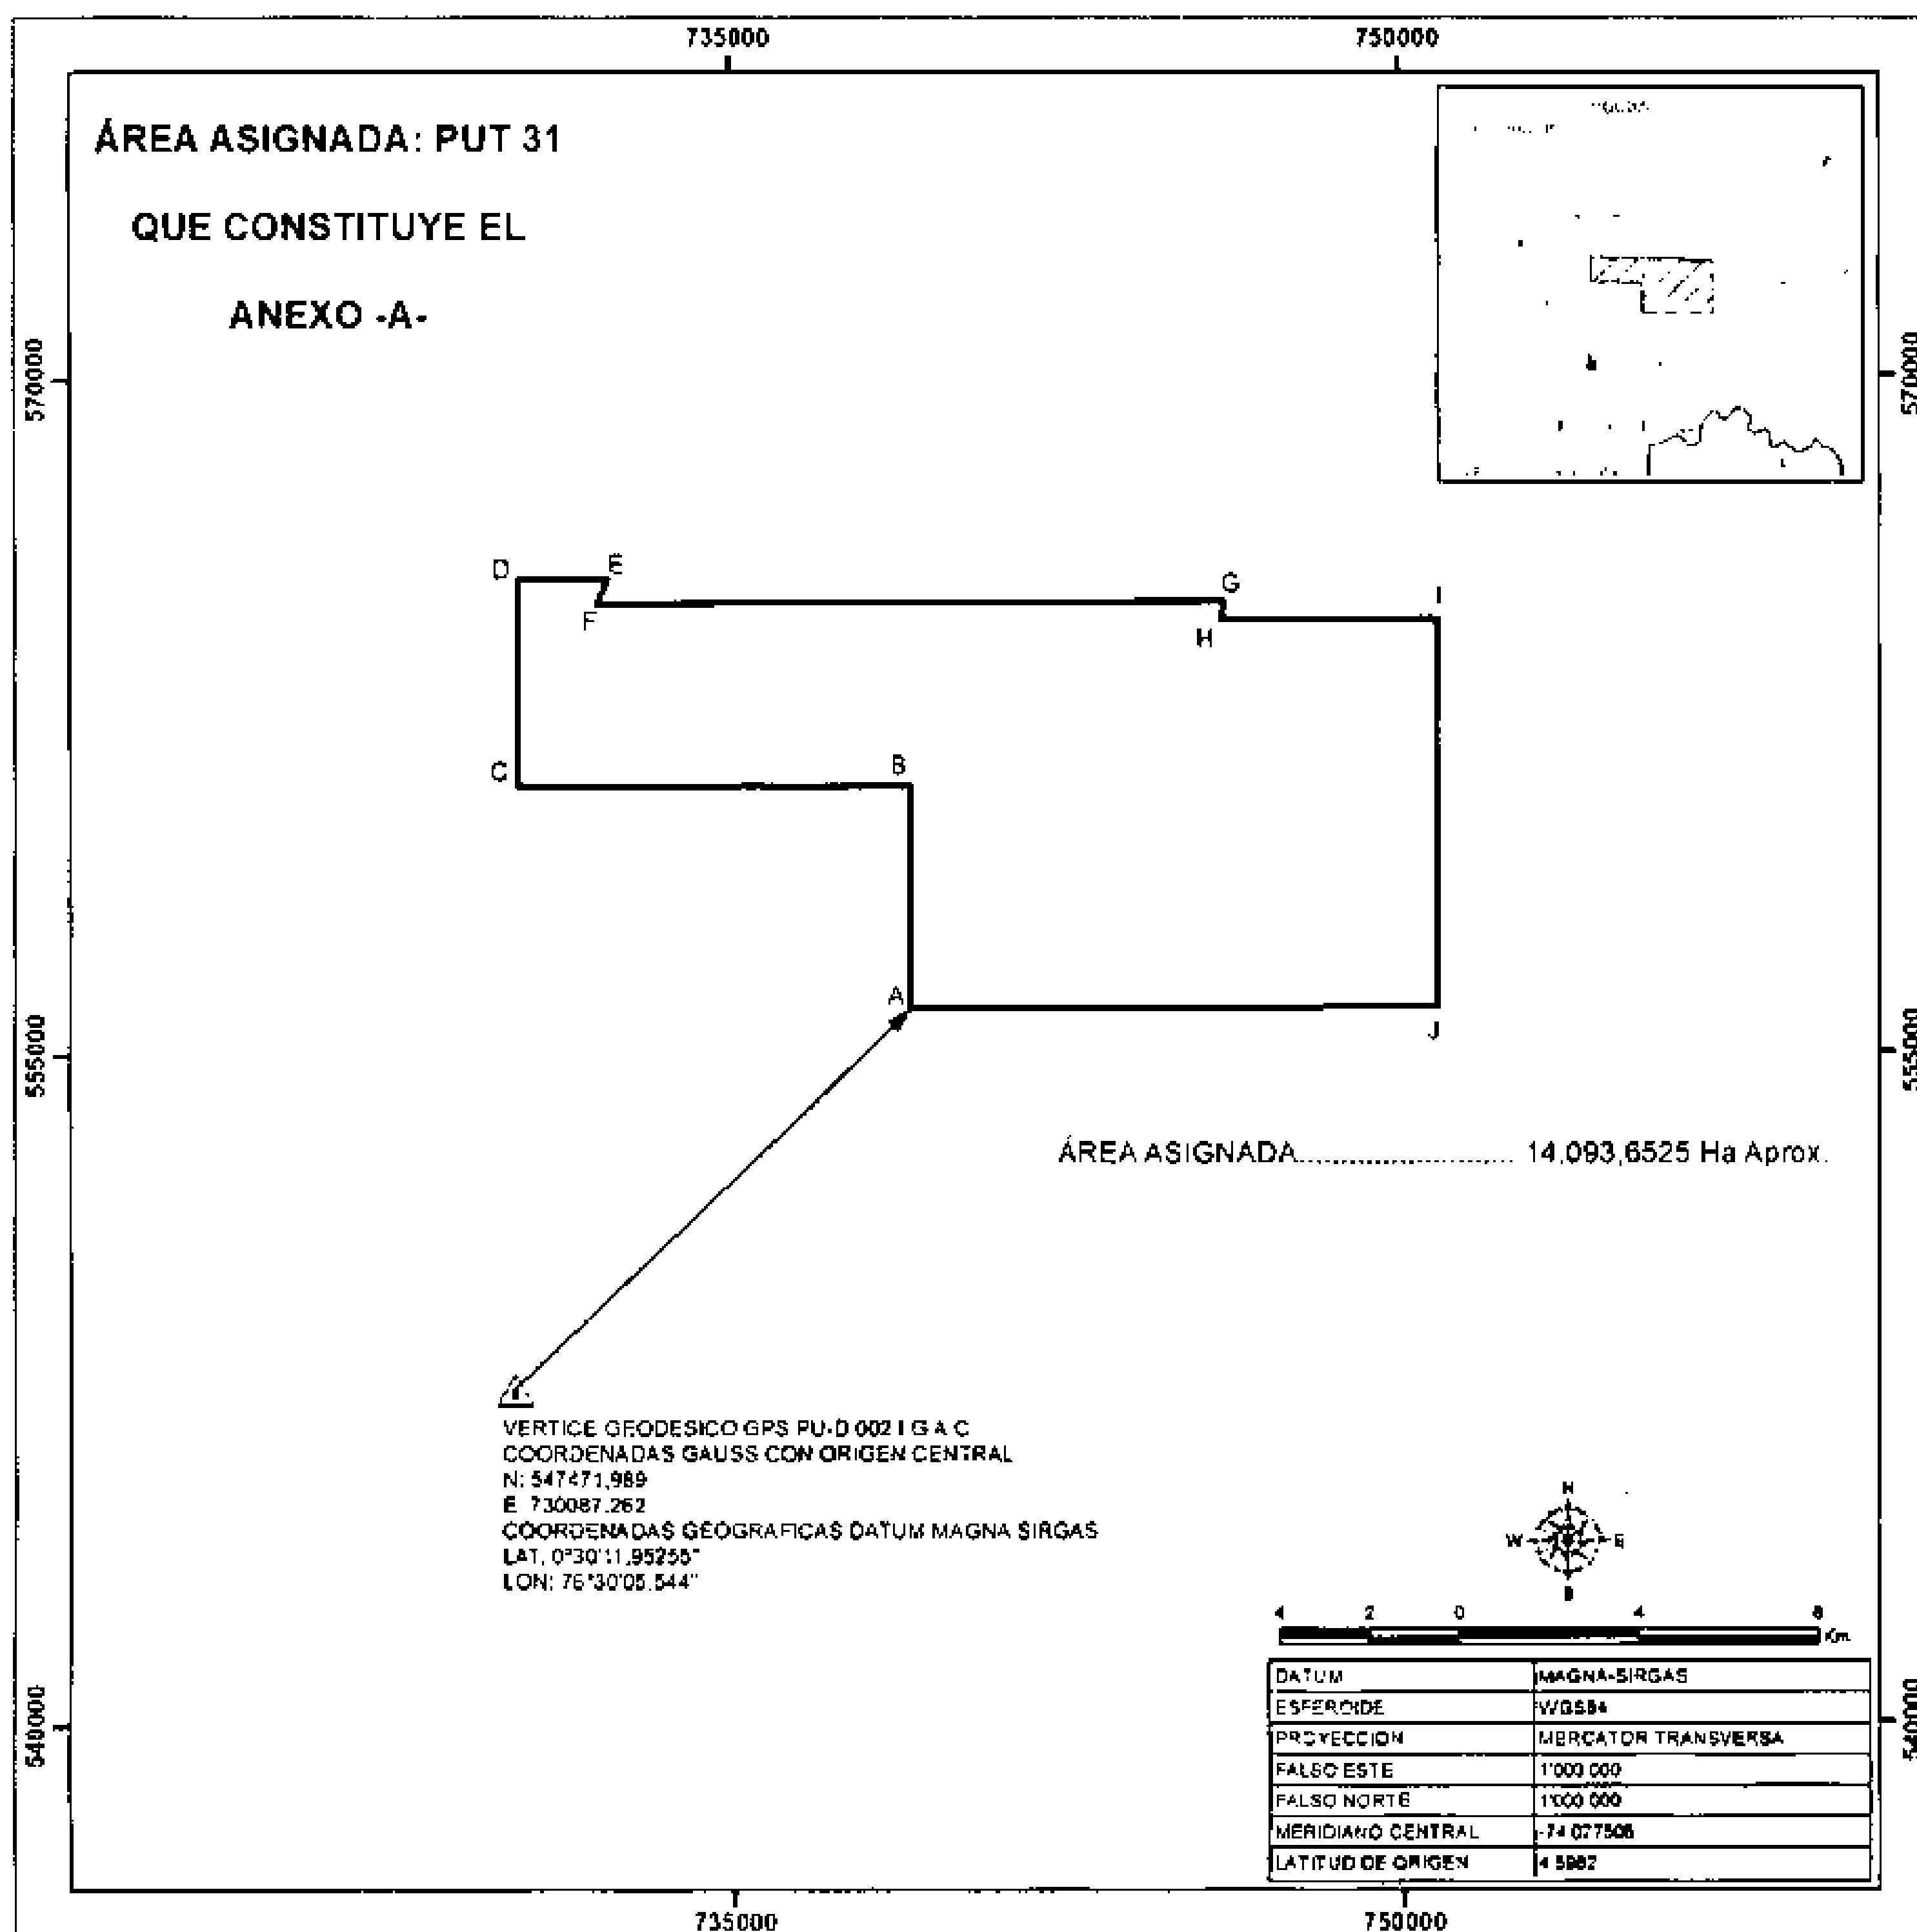 735000 750000
ÁREA ASIGNADA: PUT 31
QUE CONSTITUYE EL
ANEXO -A-
570000 570000
D E G I
F H
C B
A J
555000 555000
ÁREA ASIGNADA...................... 14,093,6525 Ha Aprox.
VERTICE GEODESICO GPS PU-D 002 I G A C
COORDENADAS GAUSS CON ORIGEN CENTRAL
N: 547471,989
E 730087.262
COORDENADAS GEOGRAFICAS DATUM MAGNA SIRGAS
LAT. 0°30'11.95255"
LON: 76°30'05.544"
N
W E
S
4 2 0 4 8
Km
DATUM MAGNA-SIRGAS
ESFEROIDE WGS84
PROYECCION MERCATOR TRANSVERSA
FALSO ESTE 1'000 000
FALSO NORTE 1'000 000
MERIDIANO CENTRAL -74 077508
LATITUD DE ORIGEN 4 5962
540000 540000
735000 750000